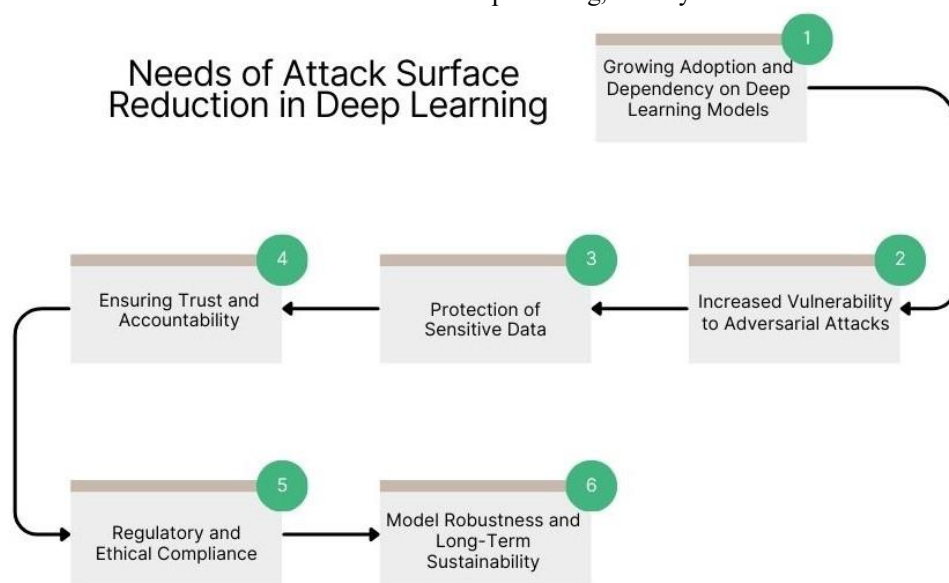 Needs of Attack Surface
Reduction in Deep Learning
1
Growing Adoption and
Dependency on Deep
Learning Models
2
Increased Vulnerability
to Adversarial Attacks
3
Protection of
Sensitive Data
4
Ensuring Trust and
Accountability
5
Regulatory and
Ethical Compliance
6
Model Robustness and
Long-Term
Sustainability